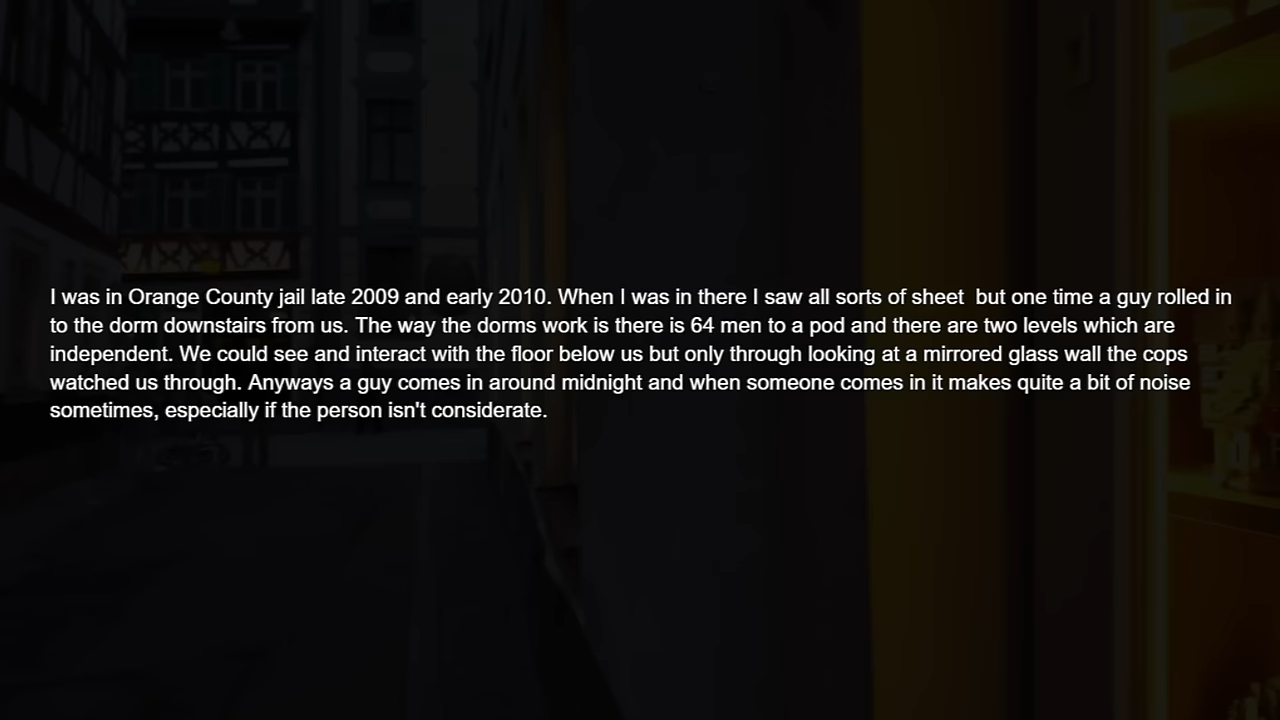 I was in Orange County jail late 2009 and early 2010. When I was in there I saw all sorts of sheet  but one time a guy rolled in
to the dorm downstairs from us. The way the dorms work is there is 64 men to a pod and there are two levels which are
independent. We could see and interact with the floor below us but only through looking at a mirrored glass wall the cops
watched us through. Anyways a guy comes in around midnight and when someone comes in it makes quite a bit of noise
sometimes, especially if the person isn't considerate.